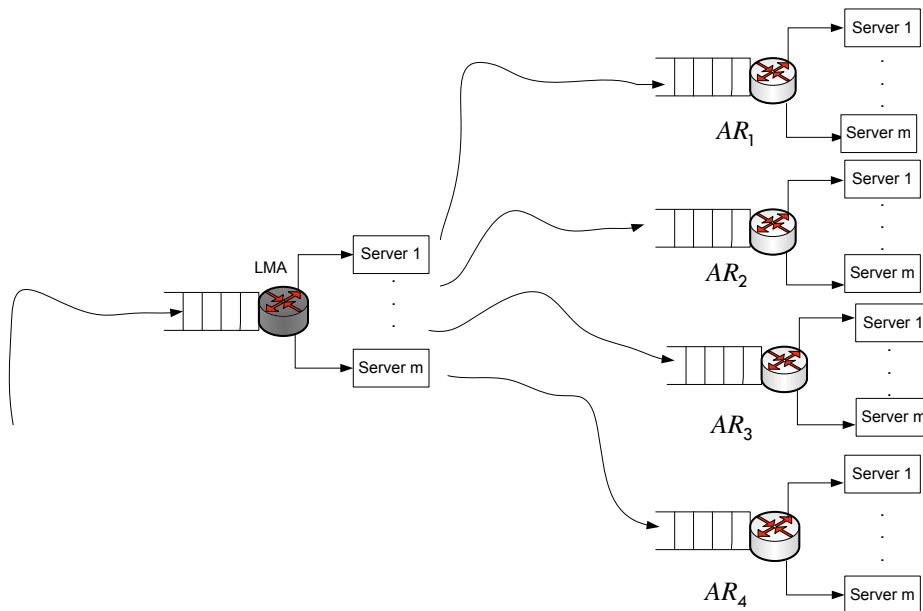 Server 1
Server m
AR1
Server 1
Server m
AR2
LMA
Server 1
Server m
Server 1
Server m
AR3
Server 1
Server m
AR4